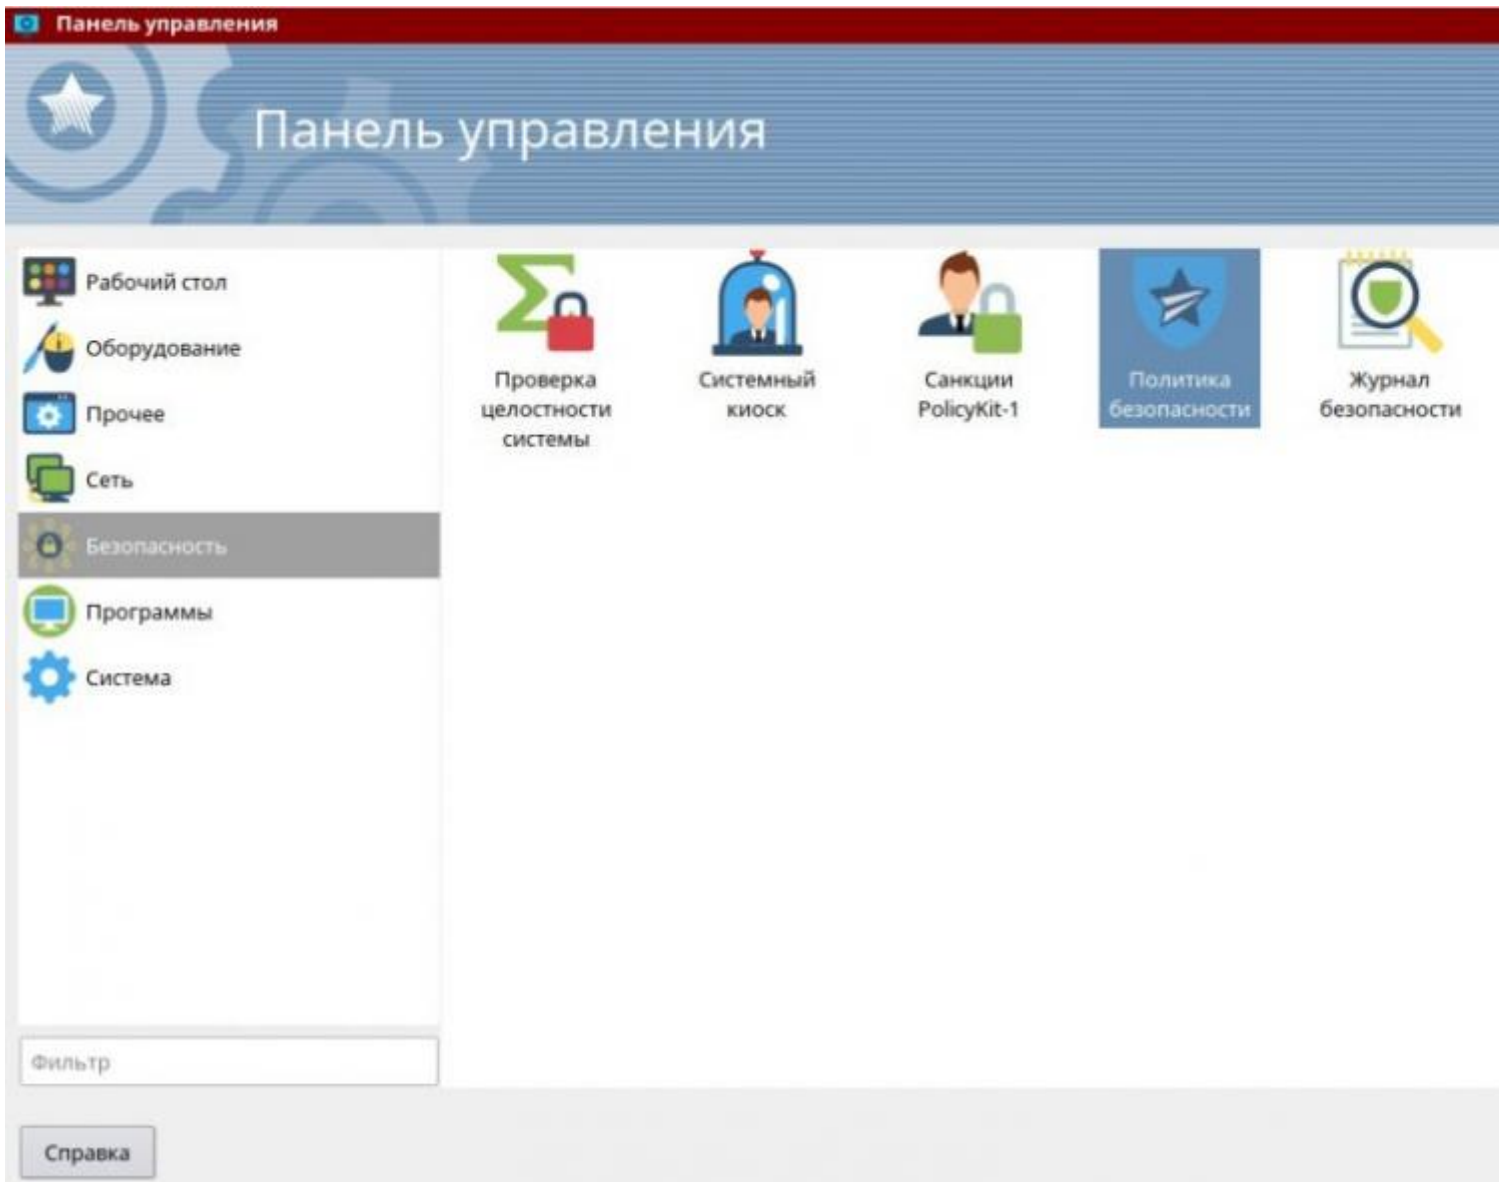 Панель управления
Панель управления
Рабочий стол
Оборудование
Прочее
Сеть
Безопасность
Программы
Система
Проверка
целостности
системы
Системный
киоск
Санкции
PolicyKit-1
Политика
безопасности
Журнал
безопасности
Фильтр
Справка